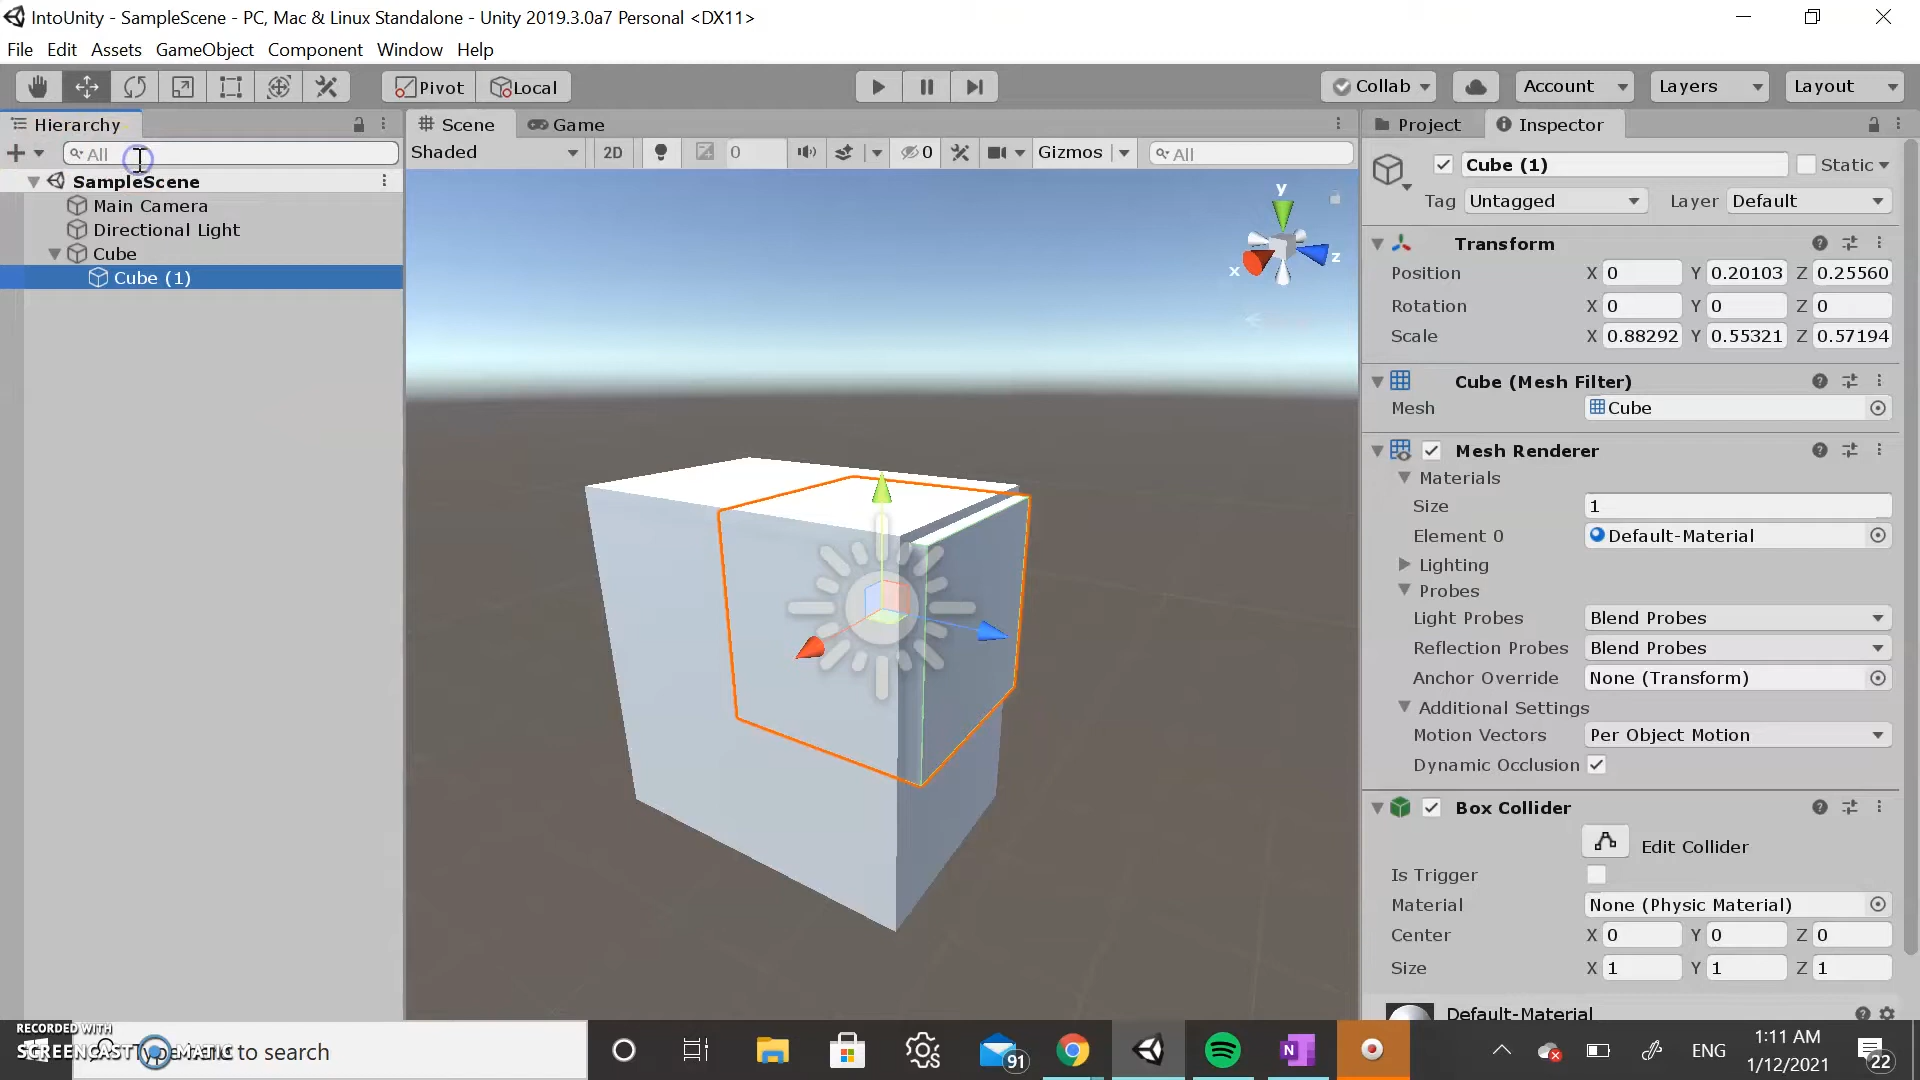 IntoUnity - SampleScene - PC, Mac & Linux Standalone - Unity 2019.3.0a7 Personal <DX11>
File Edit Assets GameObject Component Window Help
Pivot Local Collab Account Layers Layout
Hierarchy Scene Game Project Inspector
All Shaded 2D 0 0 Gizmos All
SampleScene
Main Camera
Directional Light
Cube
Cube (1)
y
x
z
Cube (1) Static
Tag Untagged Layer Default
Transform
Position X 0 Y 0.20103 Z 0.25560
Rotation X 0 Y 0 Z 0
Scale X 0.88292 Y 0.55321 Z 0.57194
Cube (Mesh Filter)
Mesh Cube
Mesh Renderer
Materials
Size 1
Element 0 Default-Material
Lighting
Probes
Light Probes Blend Probes
Reflection Probes Blend Probes
Anchor Override None (Transform)
Additional Settings
Motion Vectors Per Object Motion
Dynamic Occlusion
Box Collider
Edit Collider
Is Trigger
Material None (Physic Material)
Center X 0 Y 0 Z 0
Size X 1 Y 1 Z 1
Default-Material
RECORDED WITH
SCREENCAST MATIC
Type here to search
91
N
ENG
1:11 AM
1/12/2021
22